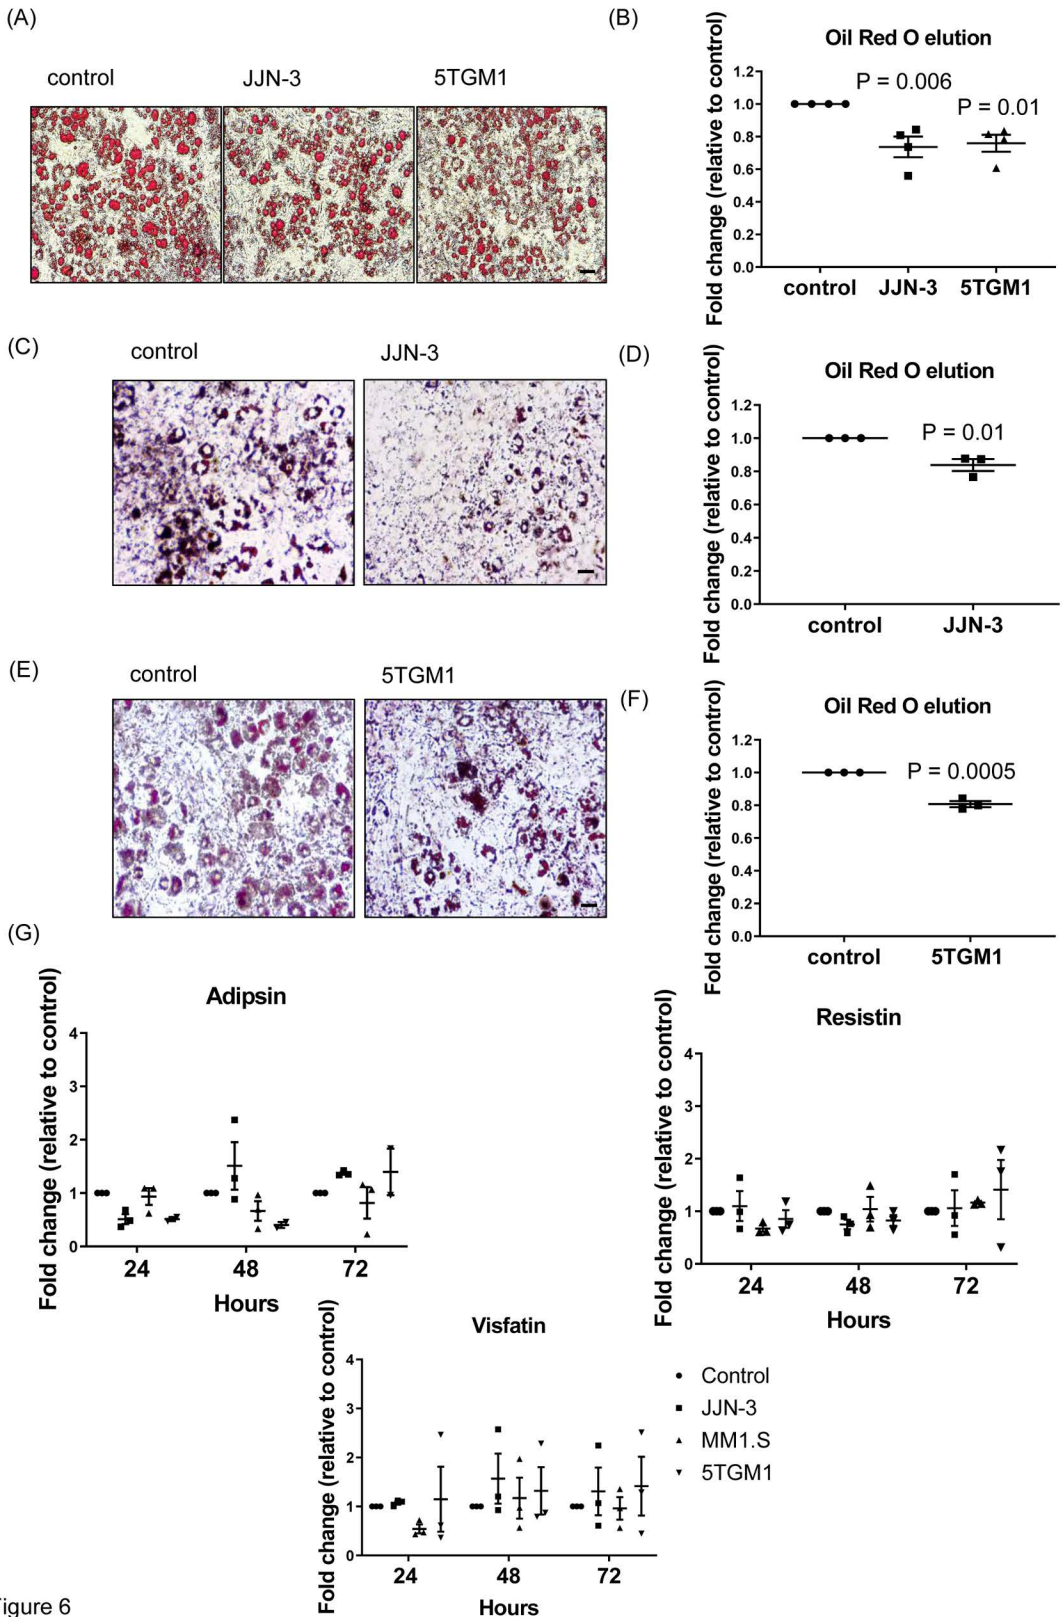 (A)
control JJN-3 5TGM1
(B)
Oil Red O elution
Fold change (relative to control)
1.2
1.0
0.8
0.6
0.4
0.2
0.0
P = 0.006
P = 0.01
control JJN-3 5TGM1
(C)
control JJN-3
(D)
Oil Red O elution
Fold change (relative to control)
1.2
1.0
0.8
0.6
0.4
0.2
0.0
P = 0.01
control JJN-3
(E)
control 5TGM1
(F)
Oil Red O elution
Fold change (relative to control)
1.2
1.0
0.8
0.6
0.4
0.2
0.0
P = 0.0005
control 5TGM1
(G)
Adipsin
Fold change (relative to control)
4
3
2
1
0
24 48 72
Hours
Resistin
Fold change (relative to control)
4
3
2
1
0
24 48 72
Hours
Visfatin
Fold change (relative to control)
4
3
2
1
0
24 48 72
Hours
Control
JJN-3
MM1.S
5TGM1
igure 6